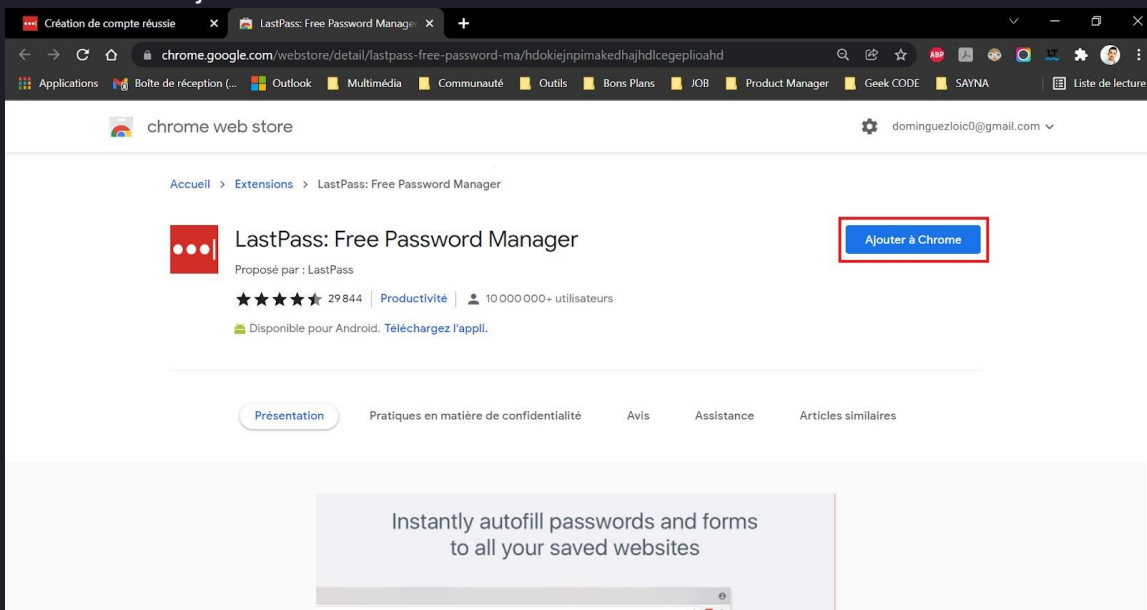 Création de compte réussie
LastPass: Free Password Manager
chrome.google.com/webstore/detail/lastpass-free-password-ma/hdokiejnpimakedhajhdlcegeplioahd
ABP
Applications Boîte de réception (... Outlook Multimédia Communauté Outils Bons Plans JOB Product Manager Geek CODE SAYNA Liste de lecture
chrome web store dominguezloic0@gmail.com
Accueil > Extensions > LastPass: Free Password Manager
LastPass: Free Password Manager
Ajouter à Chrome
Proposé par : LastPass
29 844 Productivité 10 000 000+ utilisateurs
Disponible pour Android. Téléchargez l'appli.
Présentation Pratiques en matière de confidentialité Avis Assistance Articles similaires
Instantly autofill passwords and forms
to all your saved websites